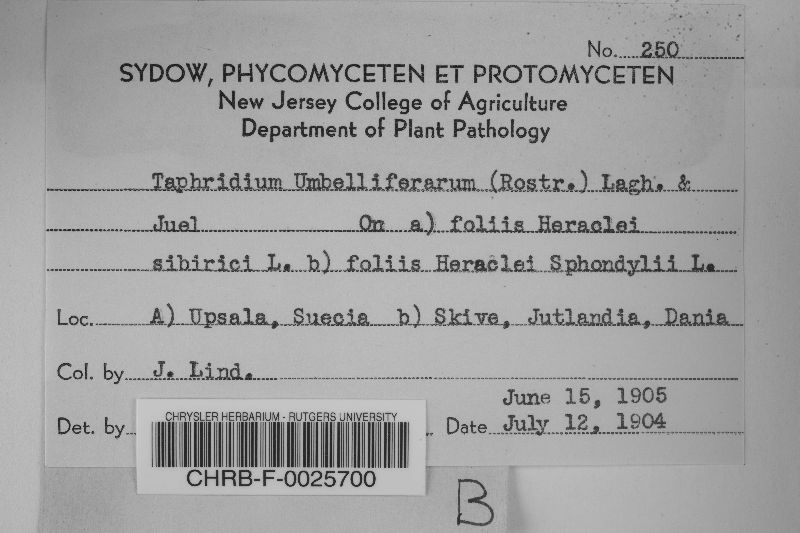 No. 250
SYDOW, PHYCOMYCETEN ET PROTOMYCETEN
New Jersey College of Agriculture
Department of Plant Pathology
Taphridium Umbelliferarum (Rostr.) Lagh. &
Juel On a) foliis Heraclei
sibirici L. b) foliis Heraclei Sphondylii L.
Loc. A) Upsala, Suecia b) Skive, Jutlandia, Dania
Col. by J. Lind.
June 15, 1905
Det. by Date July 12, 1904
CHRYSLER HERBARIUM - RUTGERS UNIVERSITY
CHRB-F-0025700
B